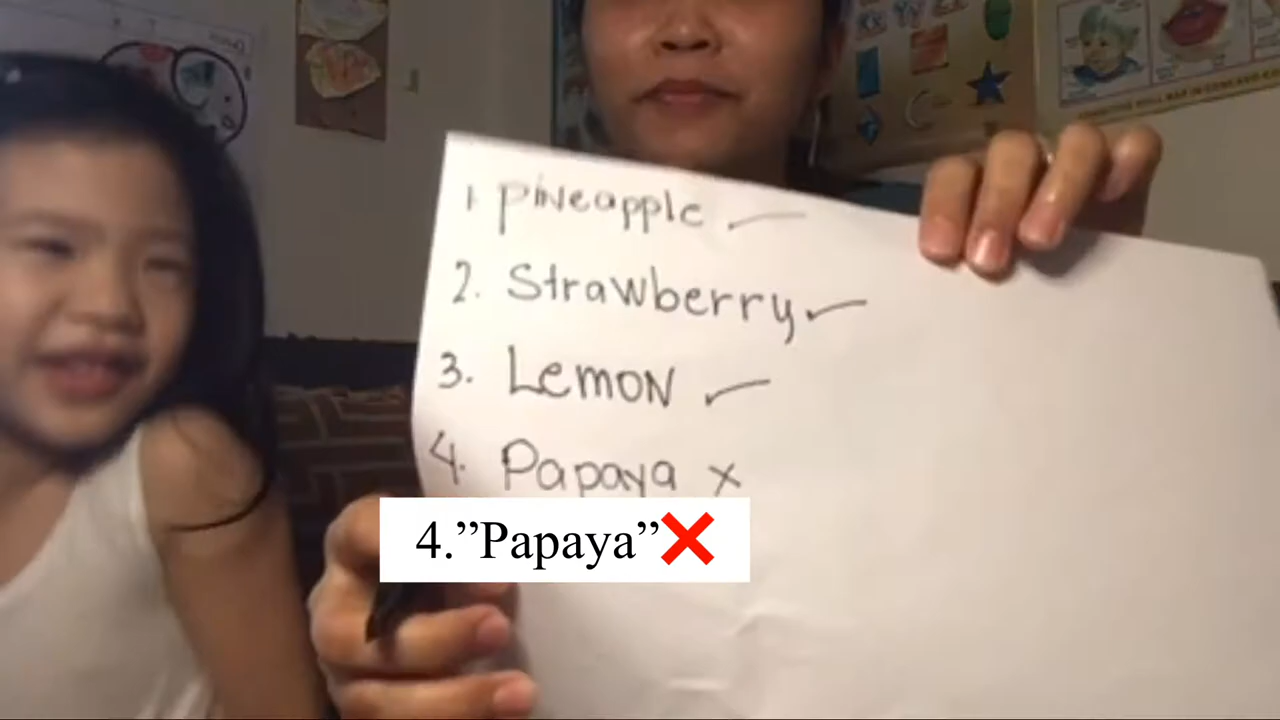 1 pineapple ✓
2. Strawberry ✓
3. Lemon ✓
4. Papaya x
4.”Papaya”❌